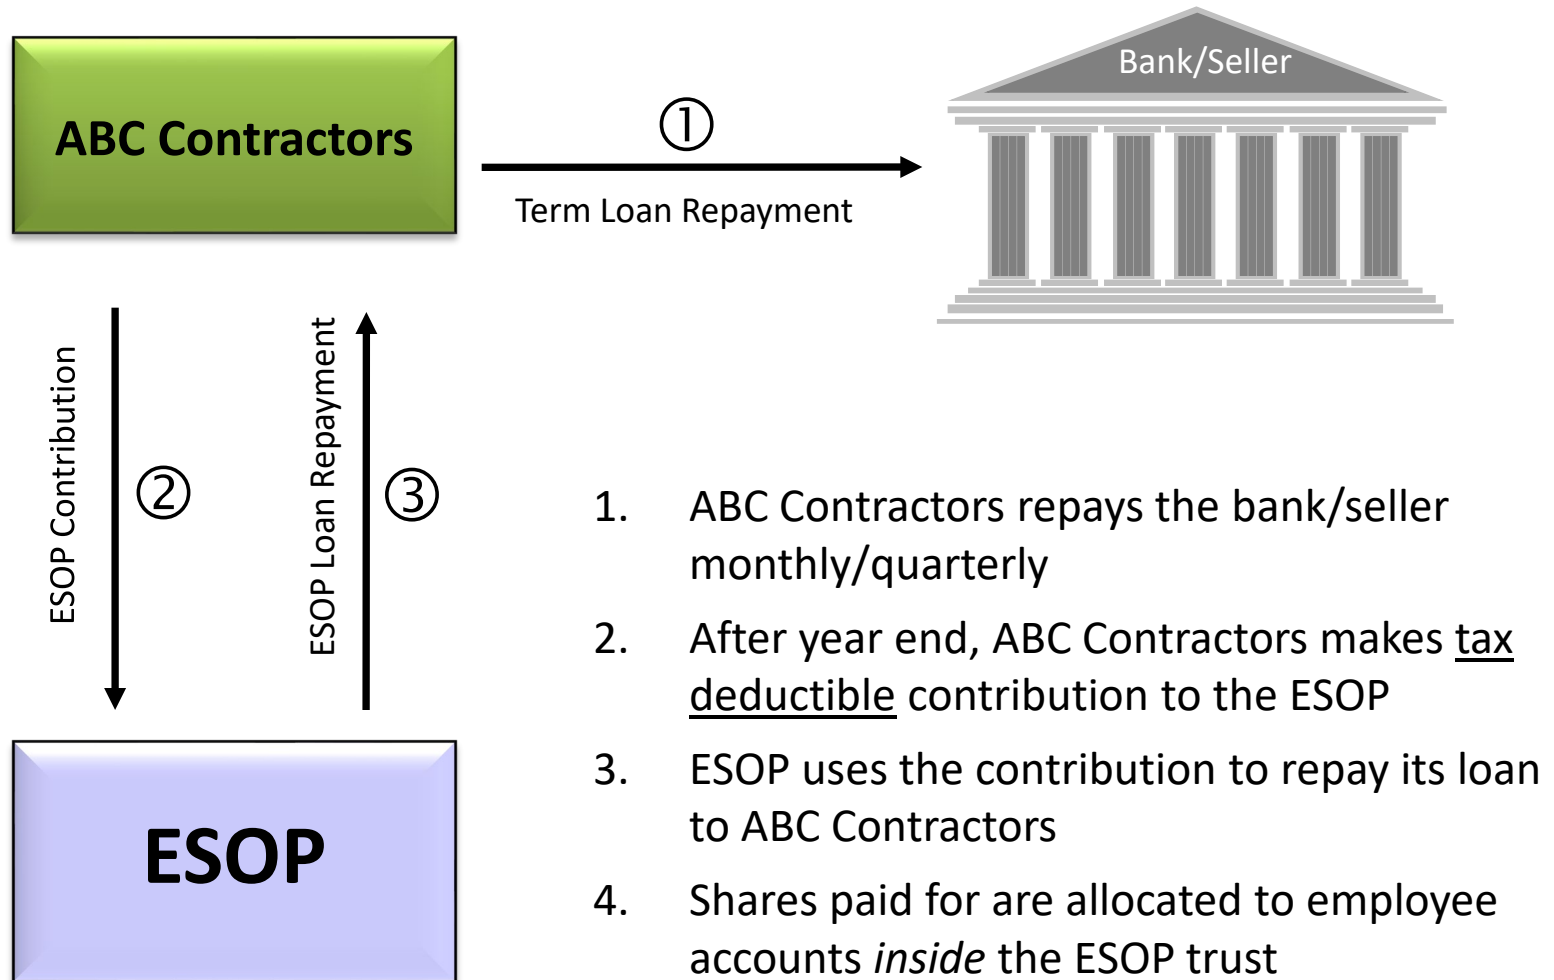 ABC Contractors
①
Term Loan Repayment
Bank/Seller
ESOP Contribution
②
ESOP Loan Repayment
③
ESOP
1. ABC Contractors repays the bank/seller
monthly/quarterly
2. After year end, ABC Contractors makes tax
deductible contribution to the ESOP
3. ESOP uses the contribution to repay its loan
to ABC Contractors
4. Shares paid for are allocated to employee
accounts inside the ESOP trust